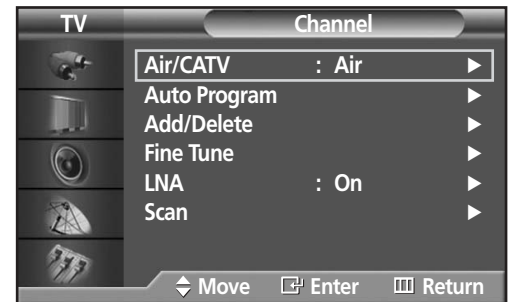 TV Channel
Air/CATV : Air ►
Auto Program ►
Add/Delete ►
Fine Tune ►
LNA : On ►
Scan ►
Move Enter Return